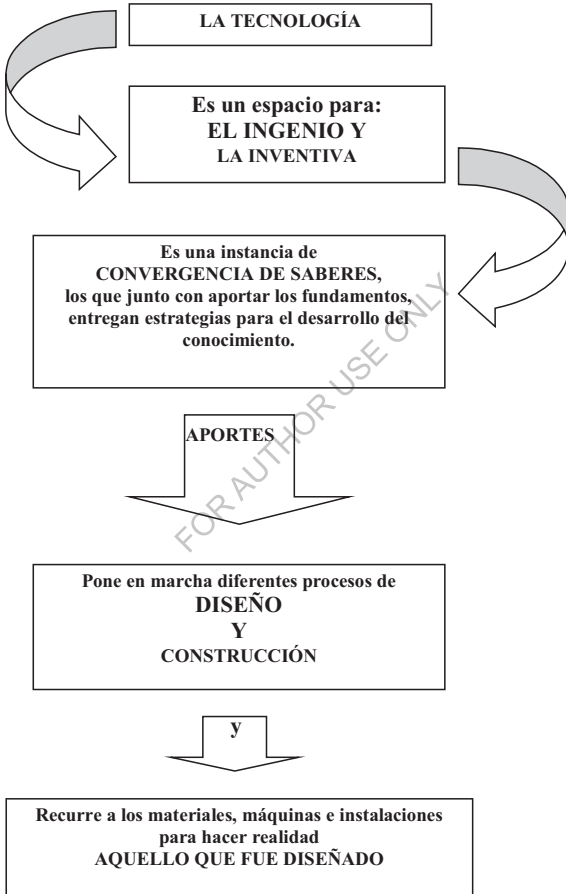 LA TECNOLOGÍA
Es un espacio para:
EL INGENIO Y
LA INVENTIVA
Es una instancia de
CONVERGENCIA DE SABERES,
los que junto con aportar los fundamentos,
entregan estrategias para el desarrollo del
conocimiento.
APORTES
FOR AUTHOR USE ONLY
Pone en marcha diferentes procesos de
DISEÑO
Y
CONSTRUCCIÓN
y
Recurre a los materiales, máquinas e instalaciones
para hacer realidad
AQUELLO QUE FUE DISEÑADO